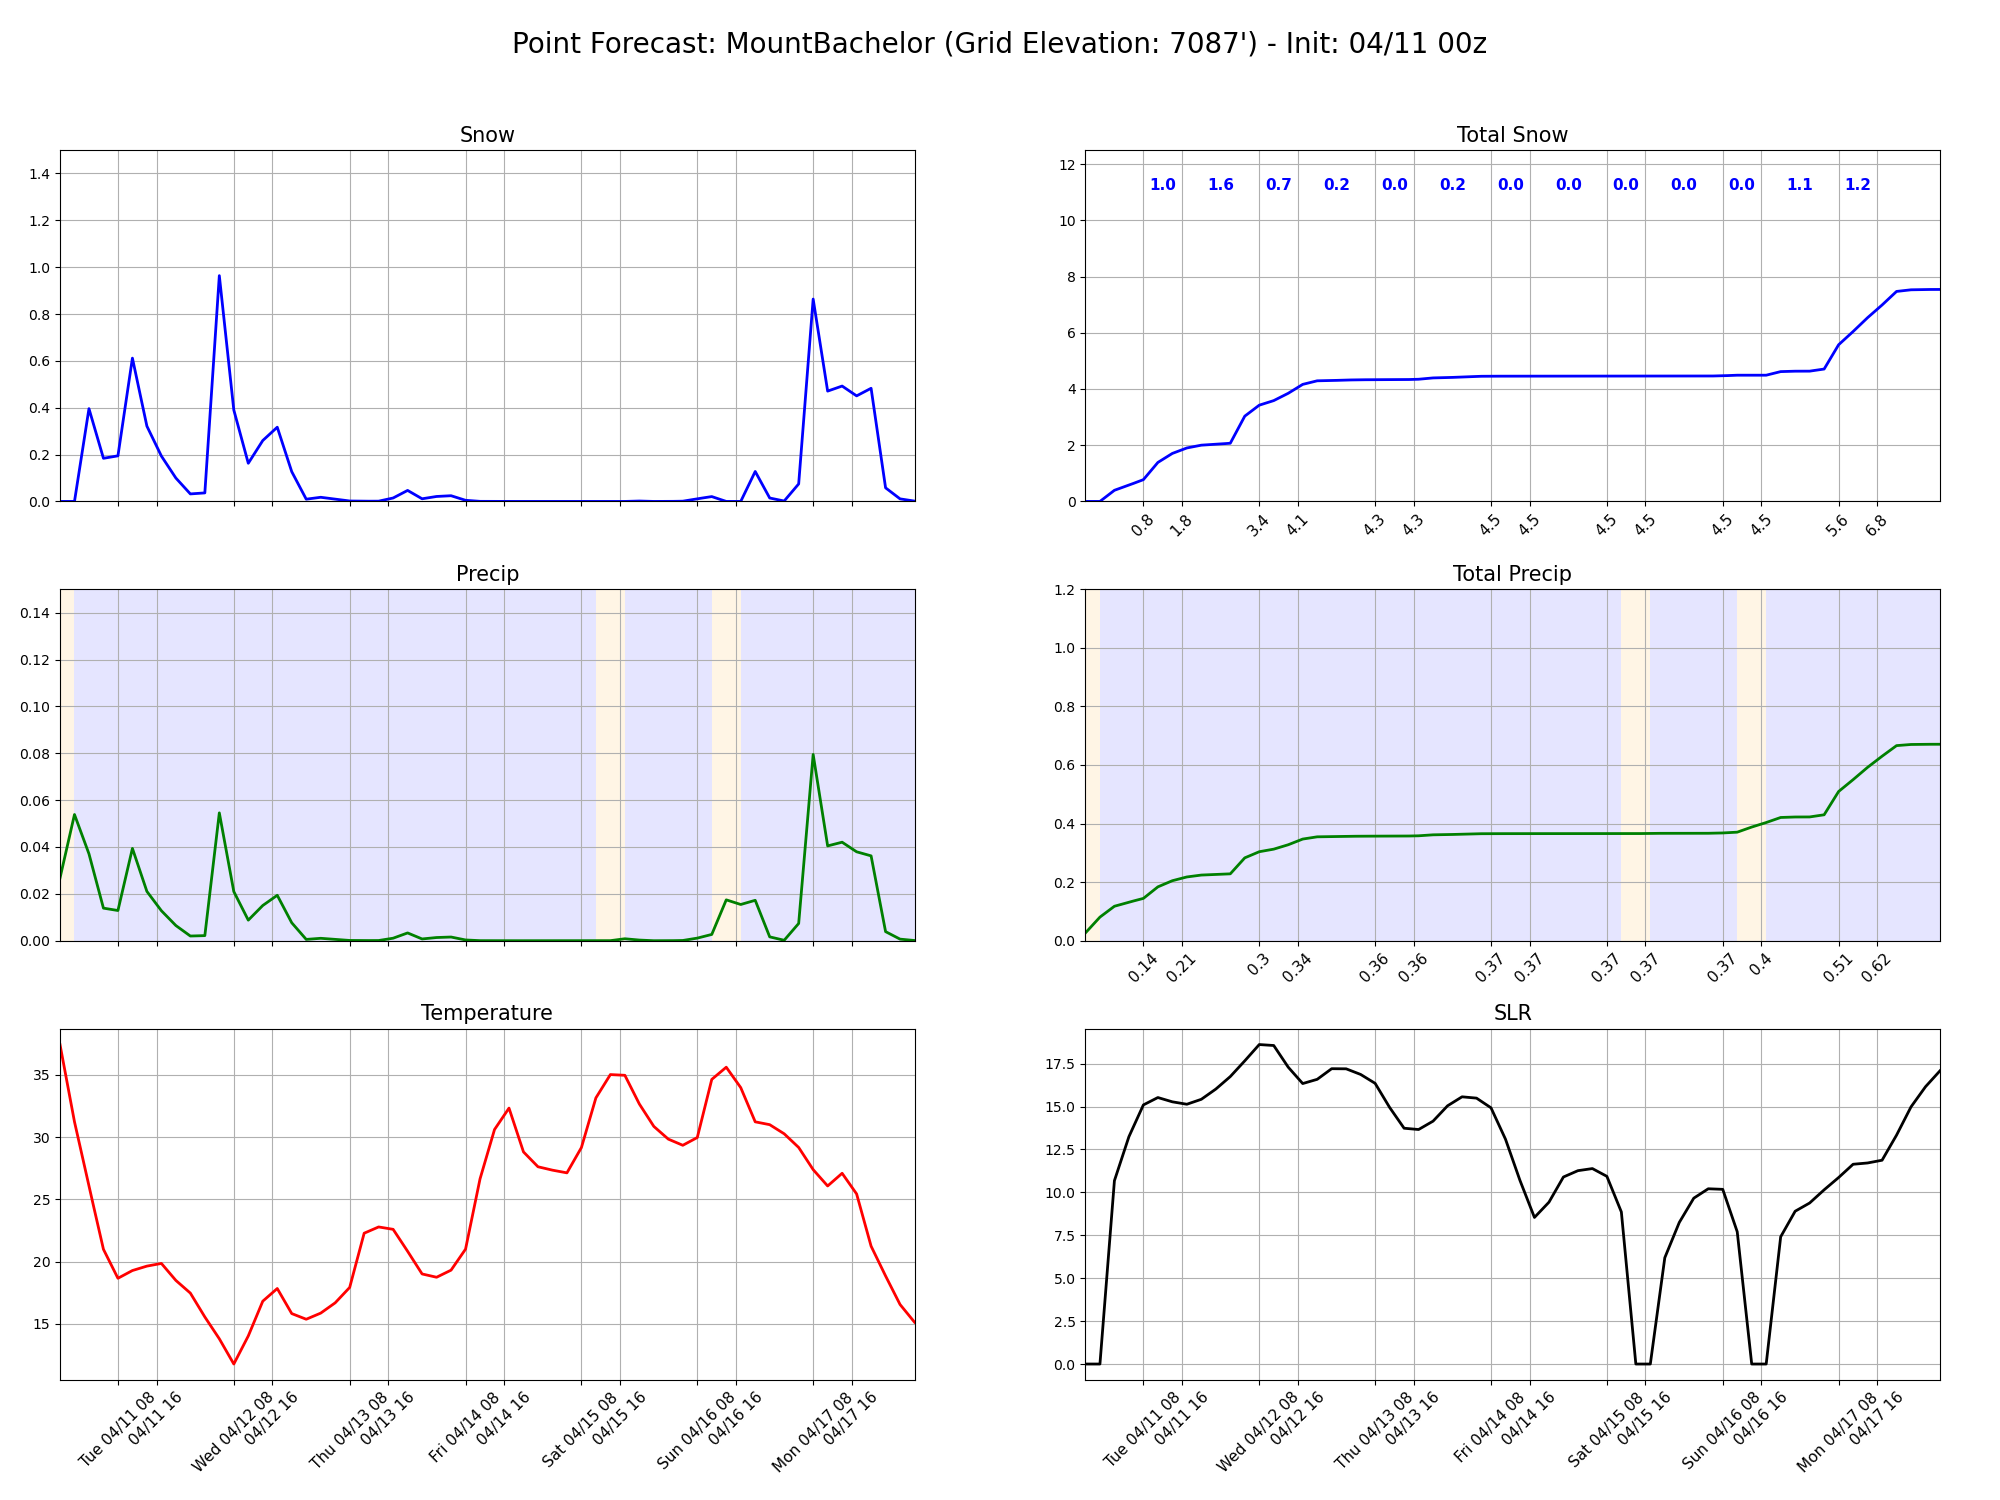 Point Forecast: MountBachelor (Grid Elevation: 7087') - Init: 04/11 00z
Snow
1.4
1.2
1.0
0.8
0.6
0.4
0.2
0.0
Total Snow
12
10
8
6
4
2
0
1.0 1.6 0.7 0.2 0.0 0.2 0.0 0.0 0.0 0.0 0.0 1.1 1.2
0.8 1.8 3.4 4.1 4.3 4.3 4.5 4.5 4.5 4.5 4.5 4.5 5.6 6.8
Precip
0.14
0.12
0.10
0.08
0.06
0.04
0.02
0.00
Total Precip
1.2
1.0
0.8
0.6
0.4
0.2
0.0
0.14 0.21 0.3 0.34 0.36 0.36 0.37 0.37 0.37 0.37 0.37 0.4 0.51 0.62
Temperature
35
30
25
20
15
Tue 04/11 08
04/11 16
Wed 04/12 08
04/12 16
Thu 04/13 08
04/13 16
Fri 04/14 08
04/14 16
Sat 04/15 08
04/15 16
Sun 04/16 08
04/16 16
Mon 04/17 08
04/17 16
SLR
17.5
15.0
12.5
10.0
7.5
5.0
2.5
0.0
Tue 04/11 08
04/11 16
Wed 04/12 08
04/12 16
Thu 04/13 08
04/13 16
Fri 04/14 08
04/14 16
Sat 04/15 08
04/15 16
Sun 04/16 08
04/16 16
Mon 04/17 08
04/17 16